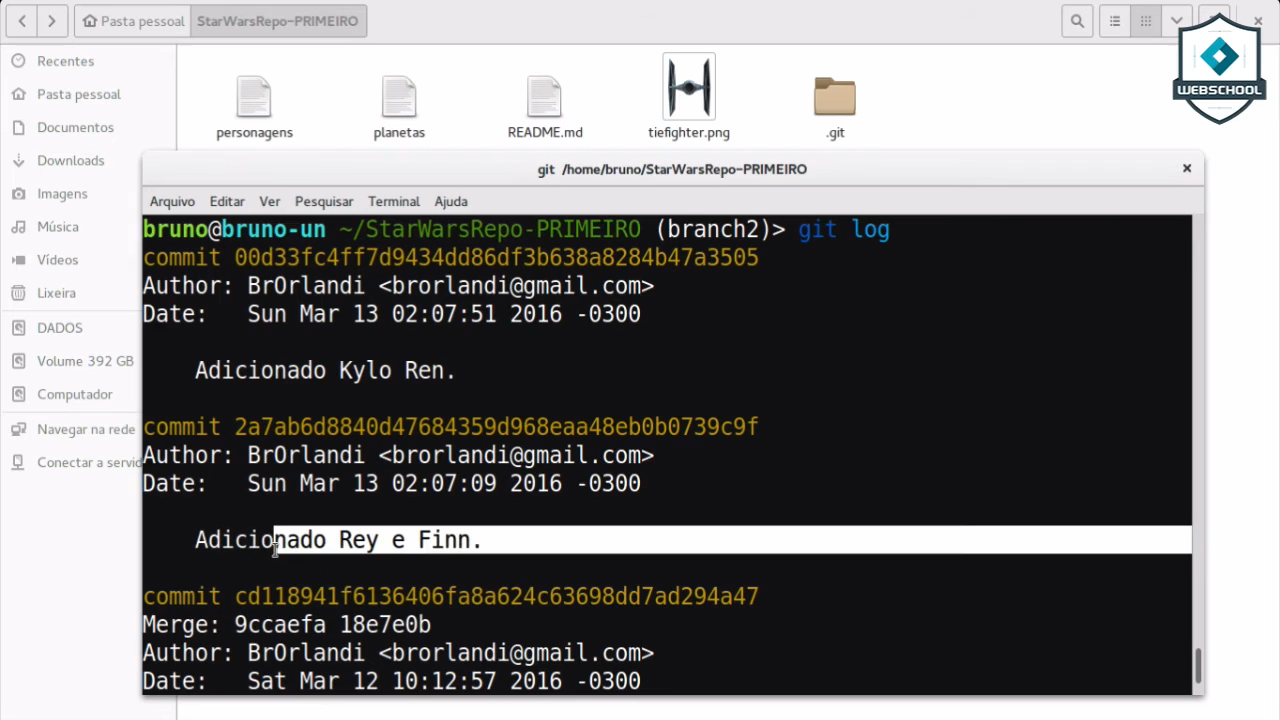 Pasta pessoal StarWarsRepo-PRIMEIRO
WEBSCHOOL
Recentes
Pasta pessoal
Documentos
Downloads
Imagens
Música
Vídeos
Lixeira
DADOS
Volume 392 GB
Computador
Navegar na rede
Conectar a servid
personagens
planetas
README.md
tiefighter.png
.git
git /home/bruno/StarWarsRepo-PRIMEIRO
Arquivo Editar Ver Pesquisar Terminal Ajuda
bruno@bruno-un ~/StarWarsRepo-PRIMEIRO (branch2)> git log
commit 00d33fc4ff7d9434dd86df3b638a8284b47a3505
Author: BrOrlandi <brorlandi@gmail.com>
Date:   Sun Mar 13 02:07:51 2016 -0300
Adicionado Kylo Ren.
commit 2a7ab6d8840d47684359d968eaa48eb0b0739c9f
Author: BrOrlandi <brorlandi@gmail.com>
Date:   Sun Mar 13 02:07:09 2016 -0300
Adicionado Rey e Finn.
commit cd118941f6136406fa8a624c63698dd7ad294a47
Merge: 9ccaefa 18e7e0b
Author: BrOrlandi <brorlandi@gmail.com>
Date:   Sat Mar 12 10:12:57 2016 -0300